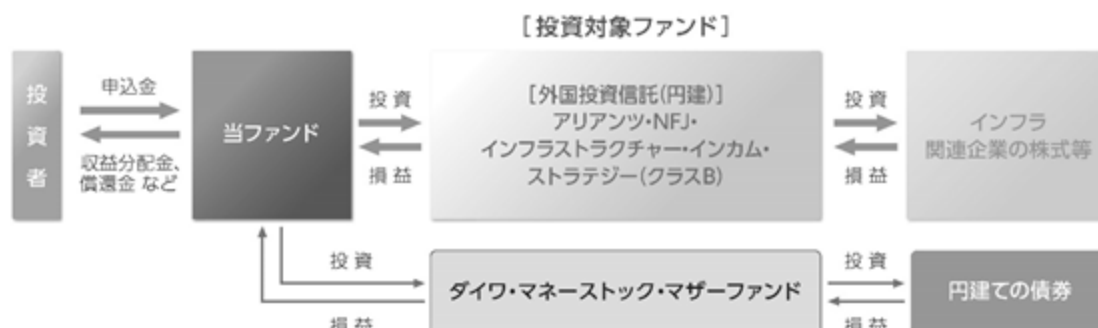 [投資対象ファンド]
投資者
申込金
収益分配金、
償還金 など
当ファンド
投資
損益
[外国投資信託(円建)]
アリアンツ・NFJ・
インフラストラクチャー・インカム・
ストラテジー(クラスB)
投資
損益
インフラ
関連企業の株式等
投資
損益
ダイワ・マネーストック・マザーファンド
投資
損益
円建ての債券